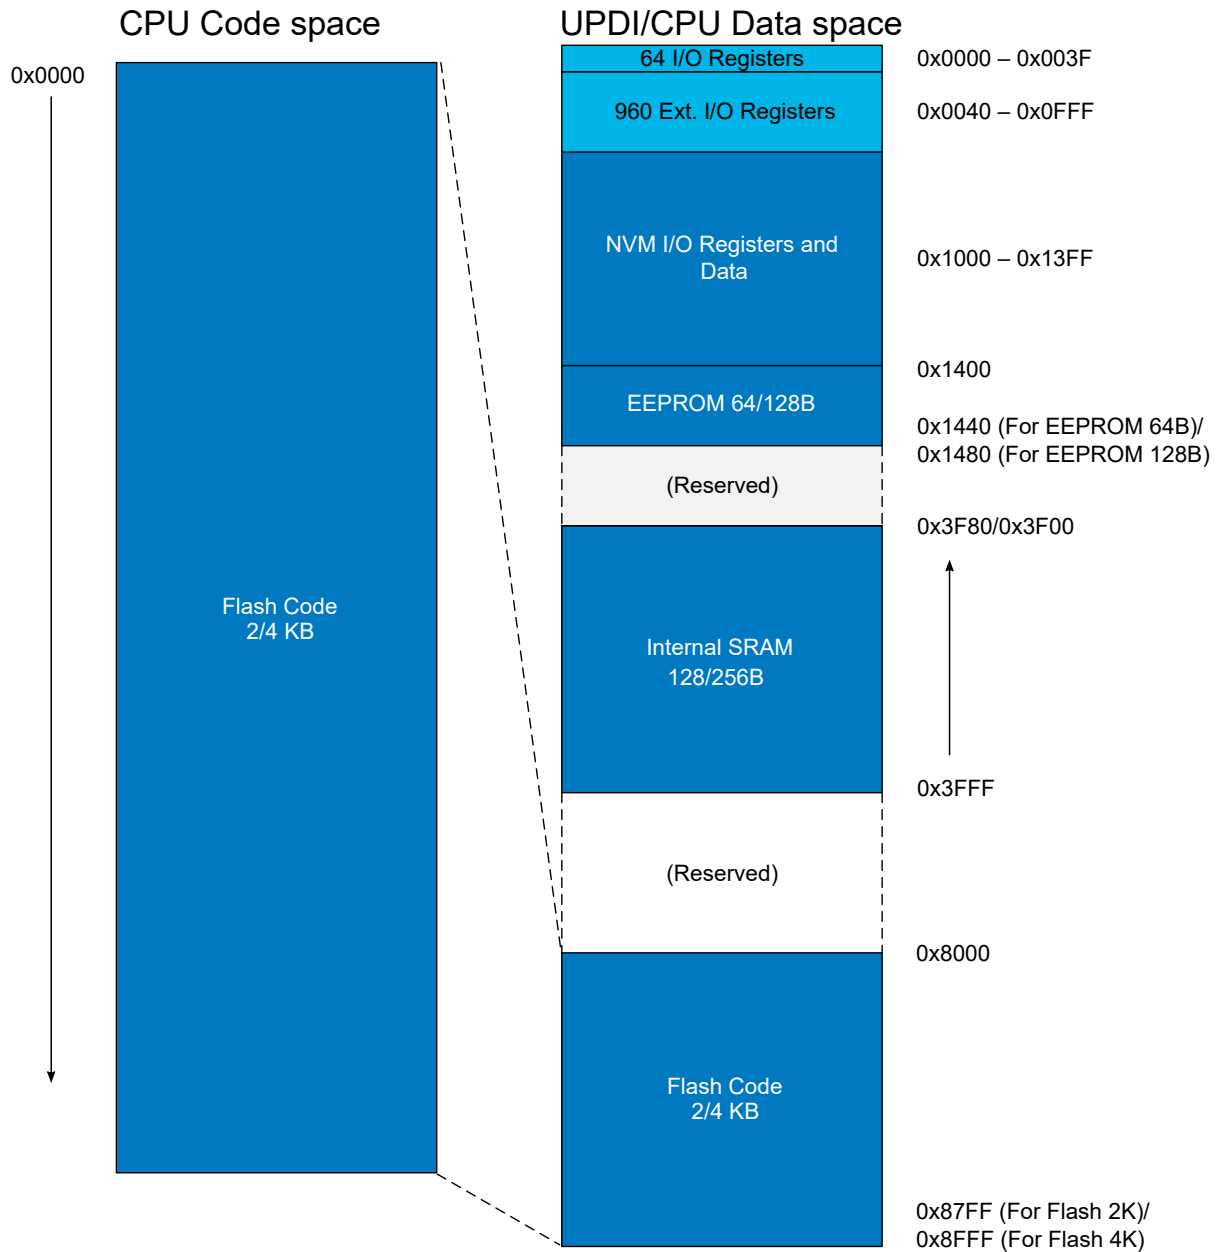 CPU Code space
UPDI/CPU Data space
0x0000
64 I/O Registers
0x0000 – 0x003F
960 Ext. I/O Registers
0x0040 – 0x0FFF
NVM I/O Registers and
Data
0x1000 – 0x13FF
0x1400
EEPROM 64/128B
0x1440 (For EEPROM 64B)/
0x1480 (For EEPROM 128B)
(Reserved)
0x3F80/0x3F00
Flash Code
2/4 KB
Internal SRAM
128/256B
0x3FFF
(Reserved)
0x8000
Flash Code
2/4 KB
0x87FF (For Flash 2K)/
0x8FFF (For Flash 4K)